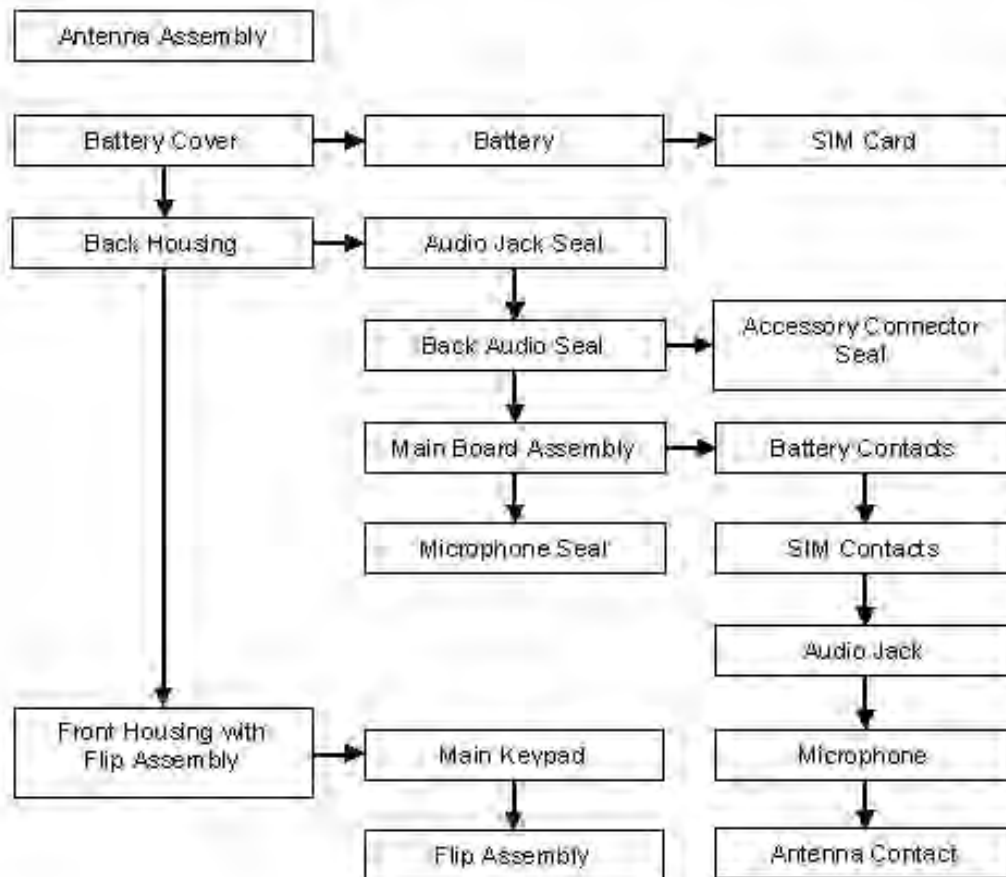 Antenna Assembly
Battery Cover
Battery
SIM Card
Back Housing
Audio Jack Seal
Back Audio Seal
Accessory Connector
Seal
Main Board Assembly
Battery Contacts
Microphone Seal
SIM Contacts
Audio Jack
Front Housing with
Flip Assembly
Main Keypad
Microphone
Flip Assembly
Antenna Contact